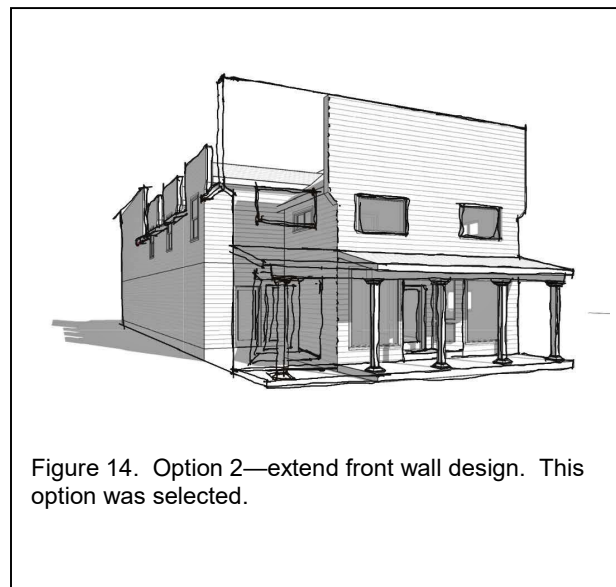 Figure 14.  Option 2—extend front wall design.  This
option was selected.